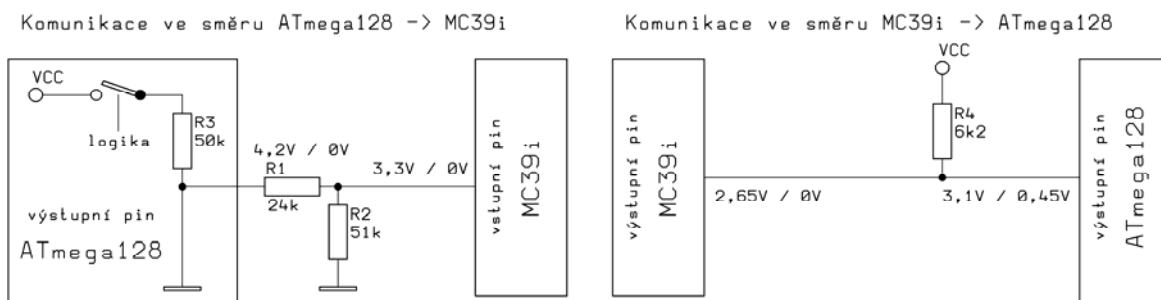 Komunikace ve směru ATmega128 -> MC39i
VCC
logika
R3
50k
výstupní pin
ATmega128
4,2V / 0V
R1
24k
3,3V / 0V
R2
51k
vstupní pin
MC39i
Komunikace ve směru MC39i -> ATmega128
VCC
R4
6k2
výstupní pin
MC39i
2,65V / 0V
3,1V / 0,45V
výstupní pin
ATmega128